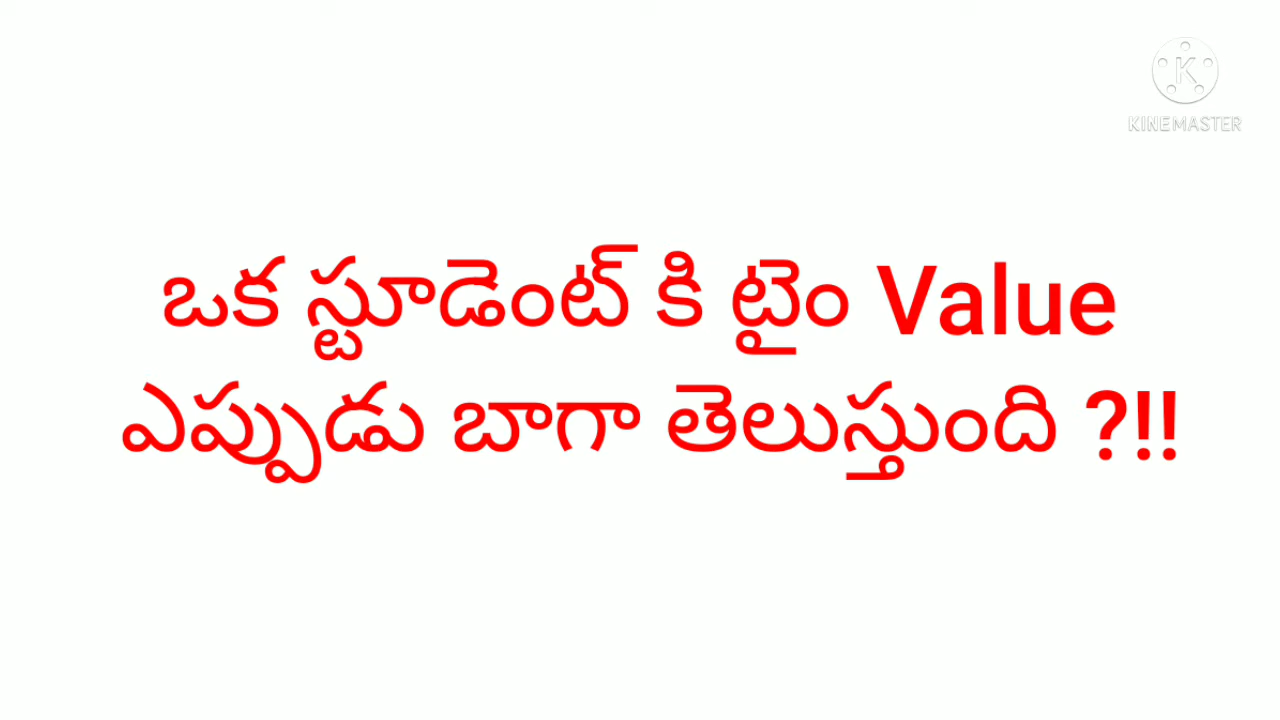 KINEMASTER
ఒక స్టూడెంట్ కి టైం Value
ఎప్పుడు బాగా తెలుస్తుంది ?!!